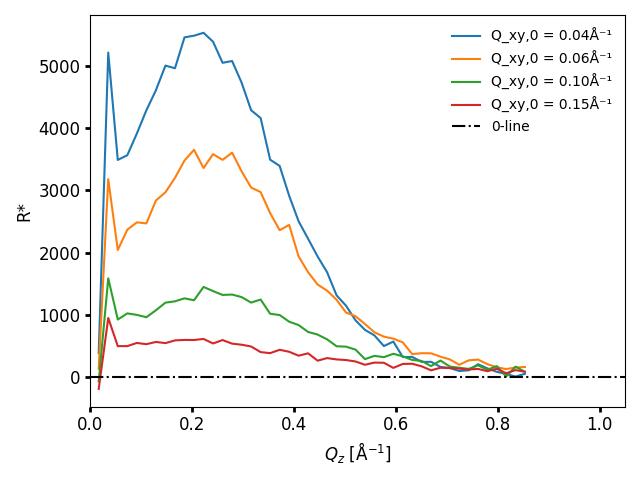 Q_xy,0 = 0.04Å⁻¹
Q_xy,0 = 0.06Å⁻¹
Q_xy,0 = 0.10Å⁻¹
Q_xy,0 = 0.15Å⁻¹
0-line
R*
5000
4000
3000
2000
1000
0
0.0 0.2 0.4 0.6 0.8 1.0
Q_z [Å⁻¹]